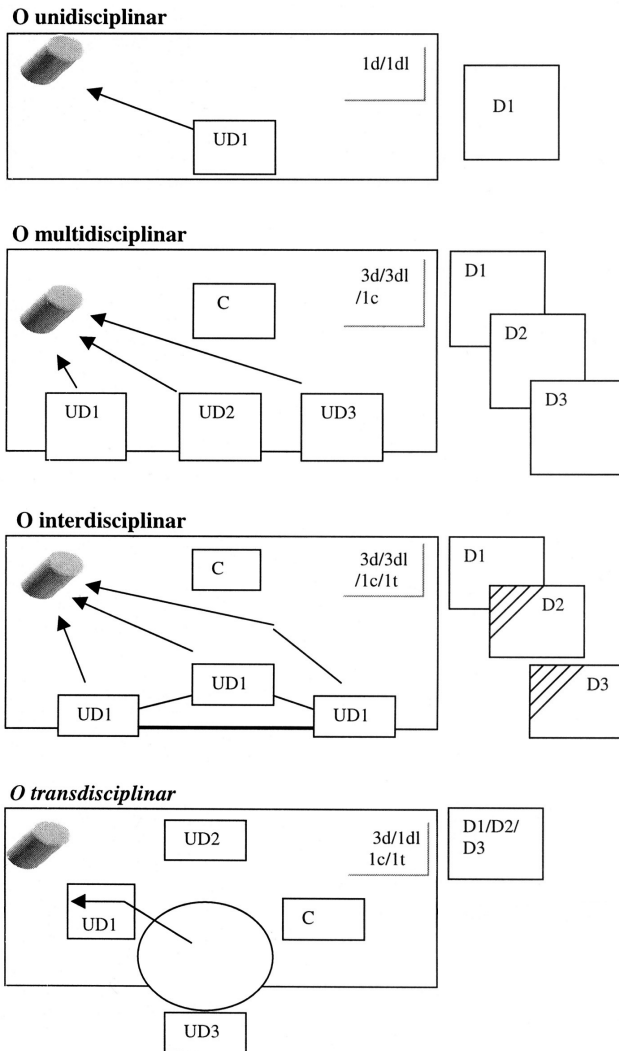 O unidisciplinar
1d/1dl
UD1
D1
O multidisciplinar
C
3d/3dl
/1c
UD1
UD2
UD3
D1
D2
D3
O interdisciplinar
C
3d/3dl
/1c/1t
UD1
UD1
UD1
D1
D2
D3
O transdisciplinar
UD2
3d/1dl
1c/1t
UD1
C
UD3
D1/D2/
D3